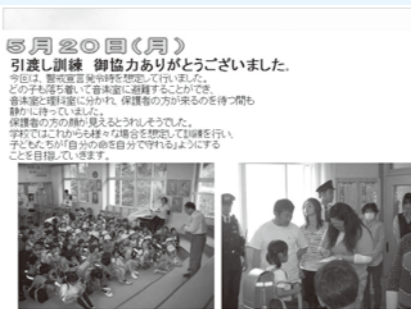 5月20日(月)
引渡し訓練 御協力ありがとうございました。
今回は、警戒宣言発令時を想定して行いました。
どの子も落ち着いて音楽室に避難することができ、
音楽室と理科室に分かれ、保護者の方が来るのを待つ間も
静かに待っていました。
保護者の方の顔が見えるとうれしそうでした。
学校ではこれからも様々な場合を想定して訓練を行い、
子どもたちが「自分の命を自分で守れる」ようにする
ことを目指していきます。